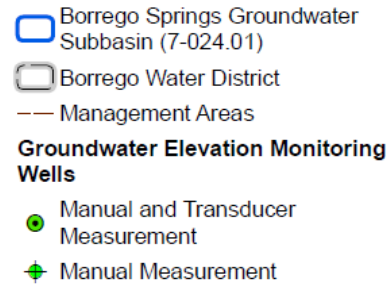 Borrego Springs Groundwater
Subbasin (7-024.01)
Borrego Water District
Management Areas
Groundwater Elevation Monitoring
Wells
Manual and Transducer
Measurement
Manual Measurement